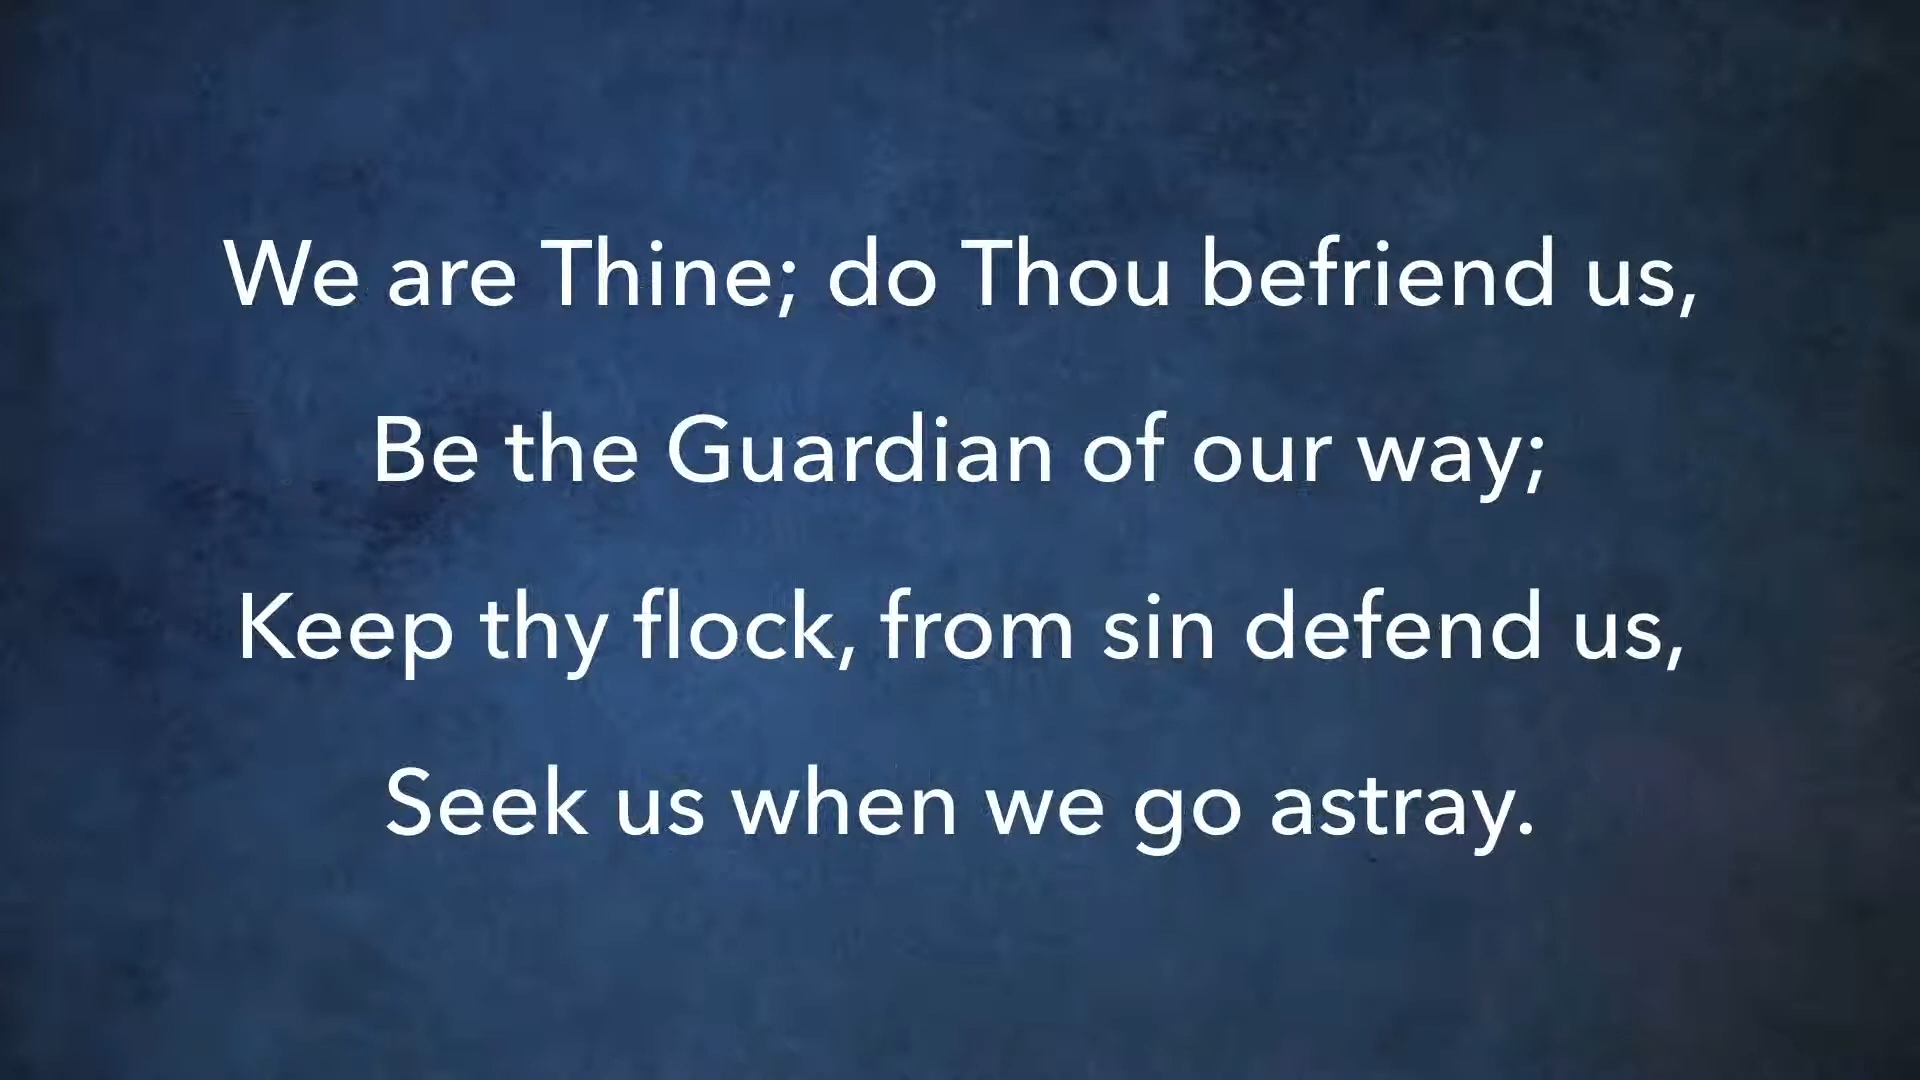 We are Thine; do Thou befriend us,
Be the Guardian of our way;
Keep thy flock, from sin defend us,
Seek us when we go astray.